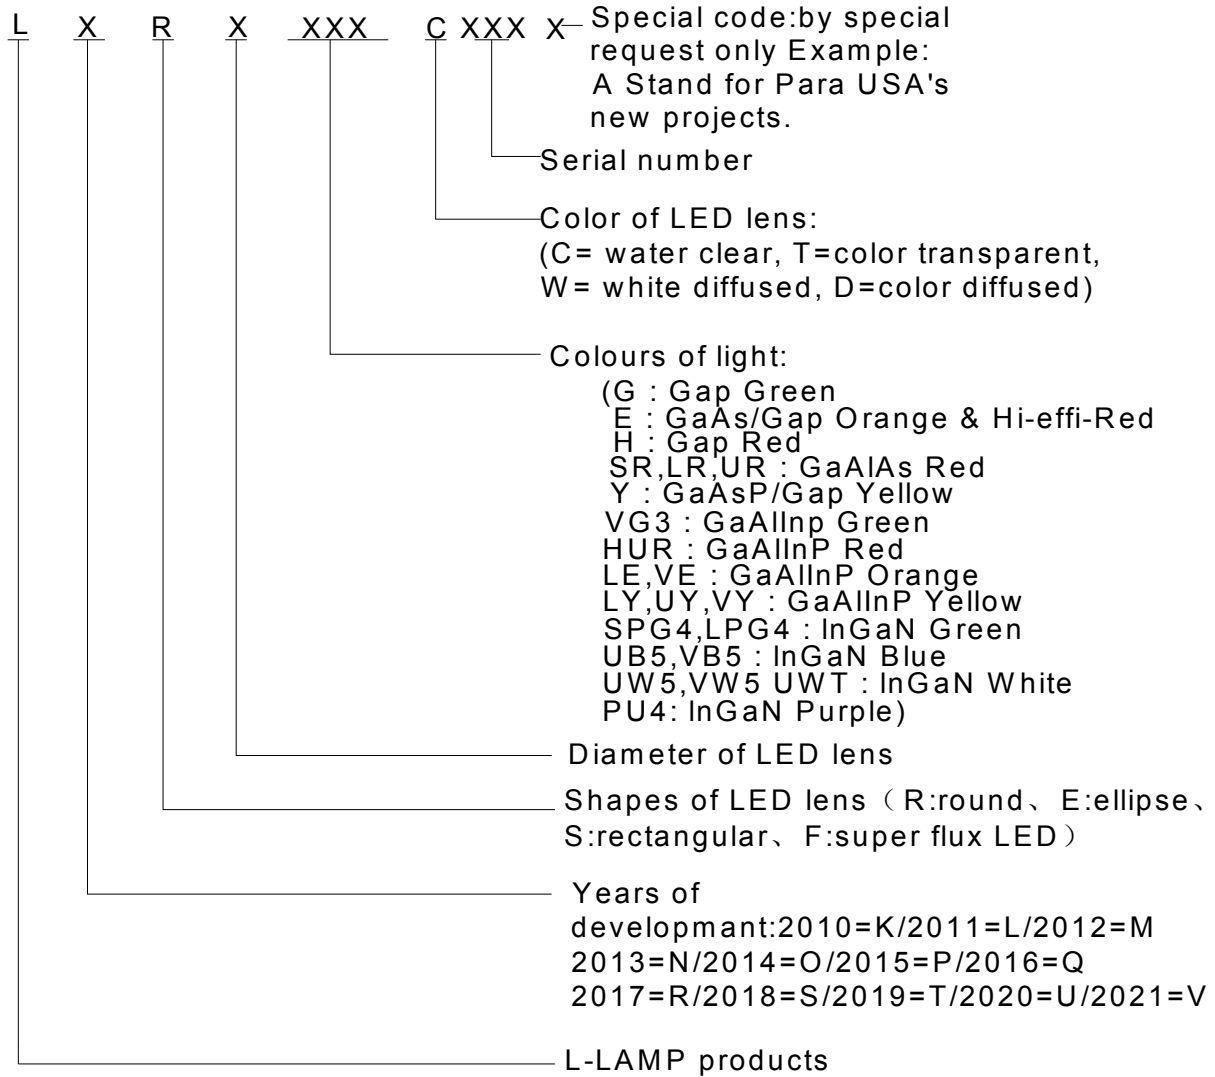 L X R X XXX C XXX X Special code:by special
request only Example:
A Stand for Para USA's
new projects.
Serial number
Color of LED lens:
(C= water clear, T=color transparent,
W= white diffused, D=color diffused)
Colours of light:
(G : Gap Green
E : GaAs/Gap Orange & Hi-effi-Red
H : Gap Red
SR,LR,UR : GaAlAs Red
Y : GaAsP/Gap Yellow
VG3 : GaAlInp Green
HUR : GaAlInP Red
LE,VE : GaAlInP Orange
LY,UY,VY : GaAlInP Yellow
SPG4,LPG4 : InGaN Green
UB5,VB5 : InGaN Blue
UW5,VW5 UWT : InGaN White
PU4: InGaN Purple)
Diameter of LED lens
Shapes of LED lens（R:round、E:ellipse、
S:rectangular、F:super flux LED）
Years of
developmant:2010=K/2011=L/2012=M
2013=N/2014=O/2015=P/2016=Q
2017=R/2018=S/2019=T/2020=U/2021=V
L-LAMP products